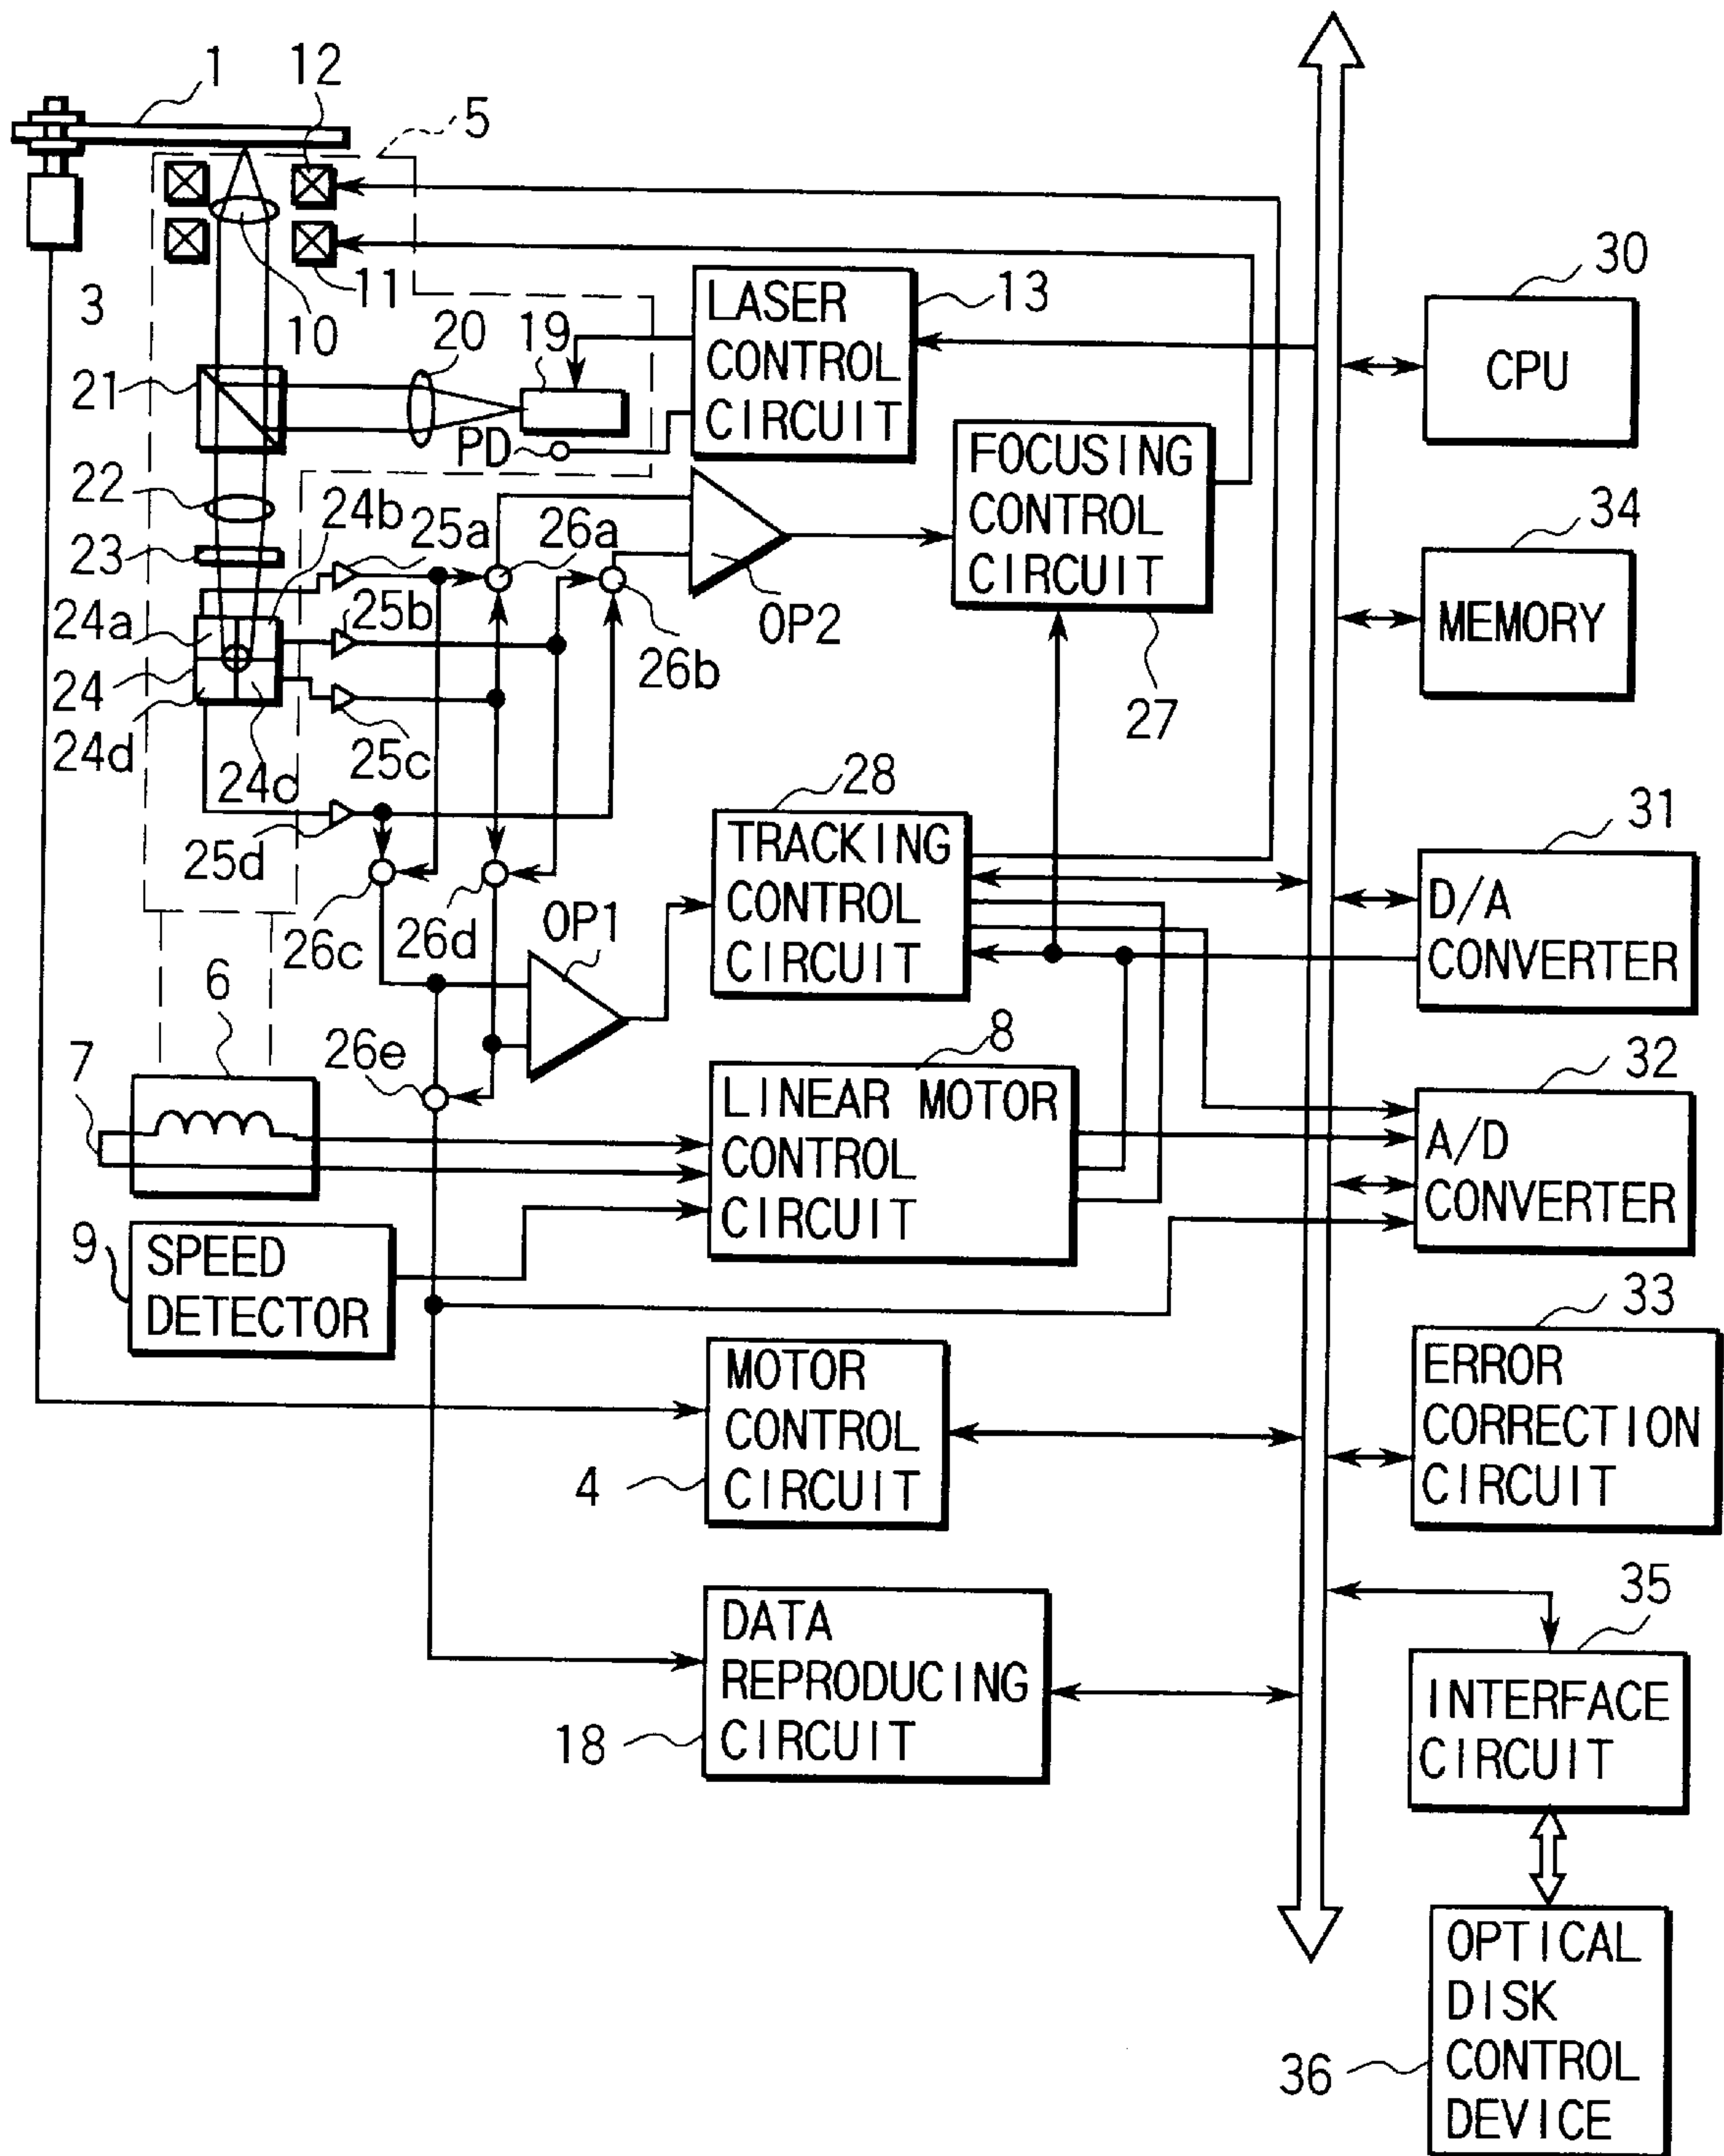 1
12
5
3
10
11
LASER
CONTROL
CIRCUIT
13
30
CPU
21
20
19
PD
FOCUSING
CONTROL
CIRCUIT
27
22
23
24b
25a
26a
OP2
34
MEMORY
24a
24
24d
24d
25b
25c
26b
25d
26c
26d
OP1
28
TRACKING
CONTROL
CIRCUIT
31
D/A
CONVERTER
6
7
26e
8
LINEAR MOTOR
CONTROL
CIRCUIT
32
A/D
CONVERTER
9
SPEED
DETECTOR
33
ERROR
CORRECTION
CIRCUIT
MOTOR
CONTROL
CIRCUIT
4
35
INTERFACE
CIRCUIT
DATA
REPRODUCING
CIRCUIT
18
OPTICAL
DISK
CONTROL
DEVICE
36